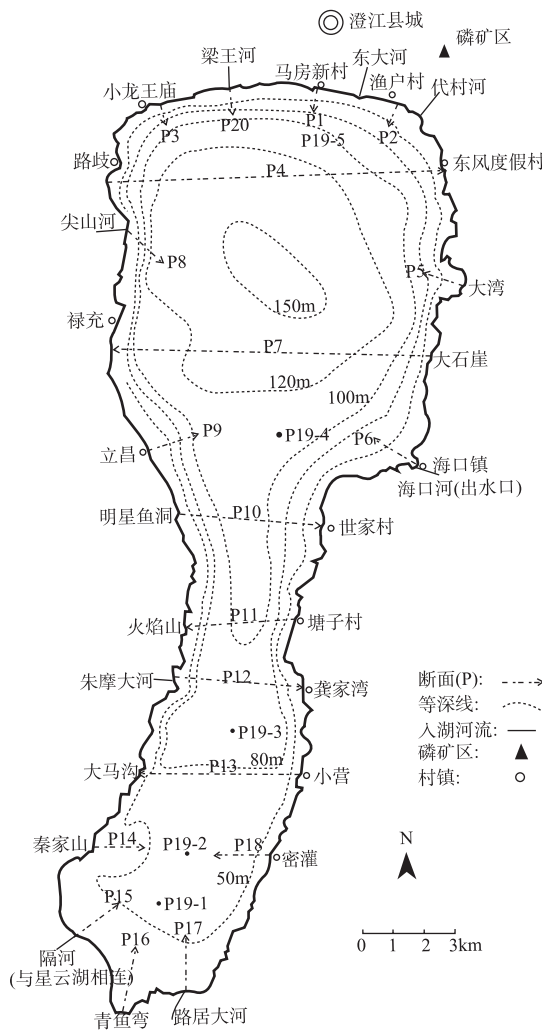 澄江县城
磷矿区
梁王河
马房新村
东大河
渔户村
代村河
小龙王庙
P3
P20
P1
P19-5
P2
路歧
P4
东风度假村
尖山河
P8
P5
大湾
150m
禄充
P7
大石崖
120m
100m
P9
P19-4
P6
立昌
海口镇
海口河(出水口)
明星鱼洞
P10
世家村
P11
火焰山
塘子村
朱摩大河
P12
龚家湾
断面(P):
等深线:
入湖河流:
磷矿区:
村镇:
P19-3
80m
大马沟
P13
小营
秦家山
P14
P19-2
P18
密灌
50m
N
P15
P19-1
P16
P17
0 1 2 3km
隔河
(与星云湖相连)
青鱼弯
路居大河